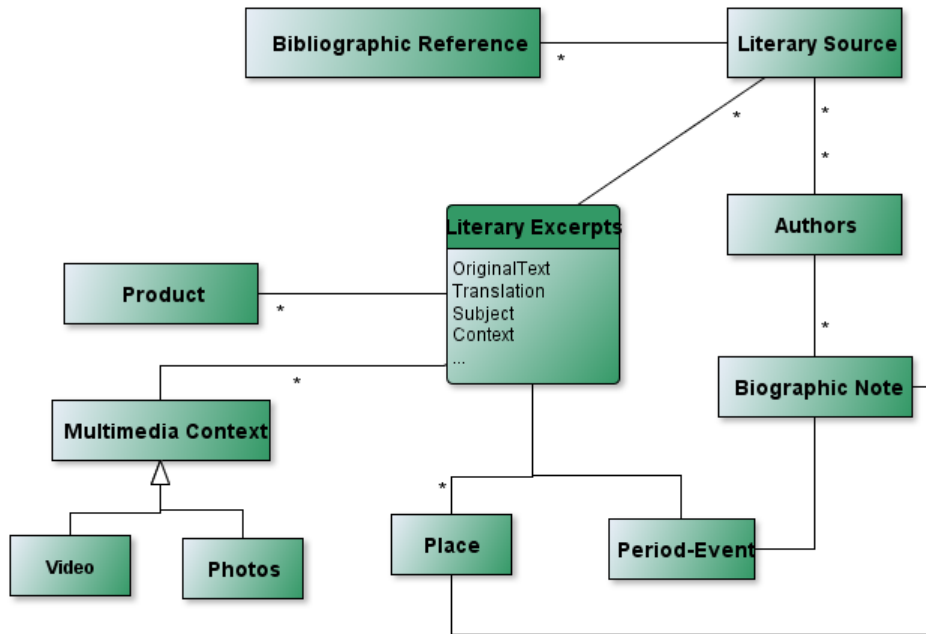 Bibliographic Reference
Literary Source
*
*
*
*
Authors
Literary Excerpts
OriginalText
Translation
Subject
Context
...
Product
*
*
*
Biographic Note
Multimedia Context
*
Video
Photos
Place
Period-Event